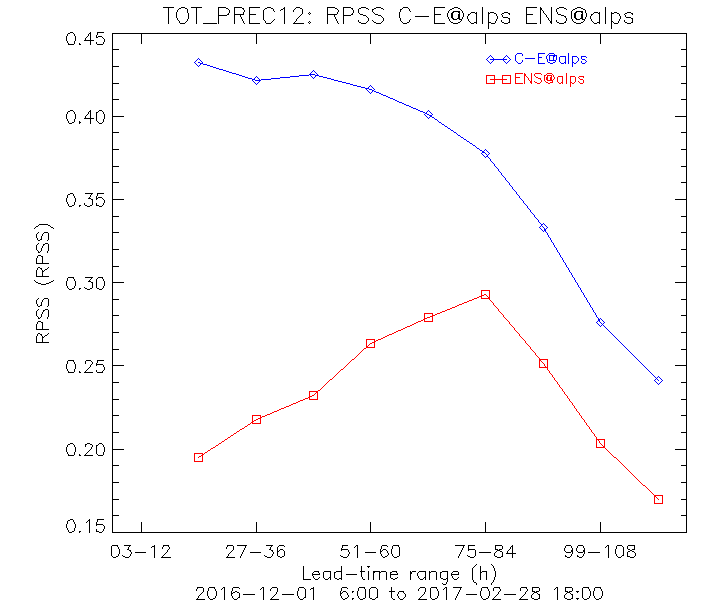 TOT_PREC12: RPSS C-E@alps ENS@alps
C-E@alps
ENS@alps
0.45
0.40
0.35
0.30
0.25
0.20
0.15
RPSS (RPSS)
03-12 27-36 51-60 75-84 99-108
Lead-time range (h)
2016-12-01 6:00 to 2017-02-28 18:00